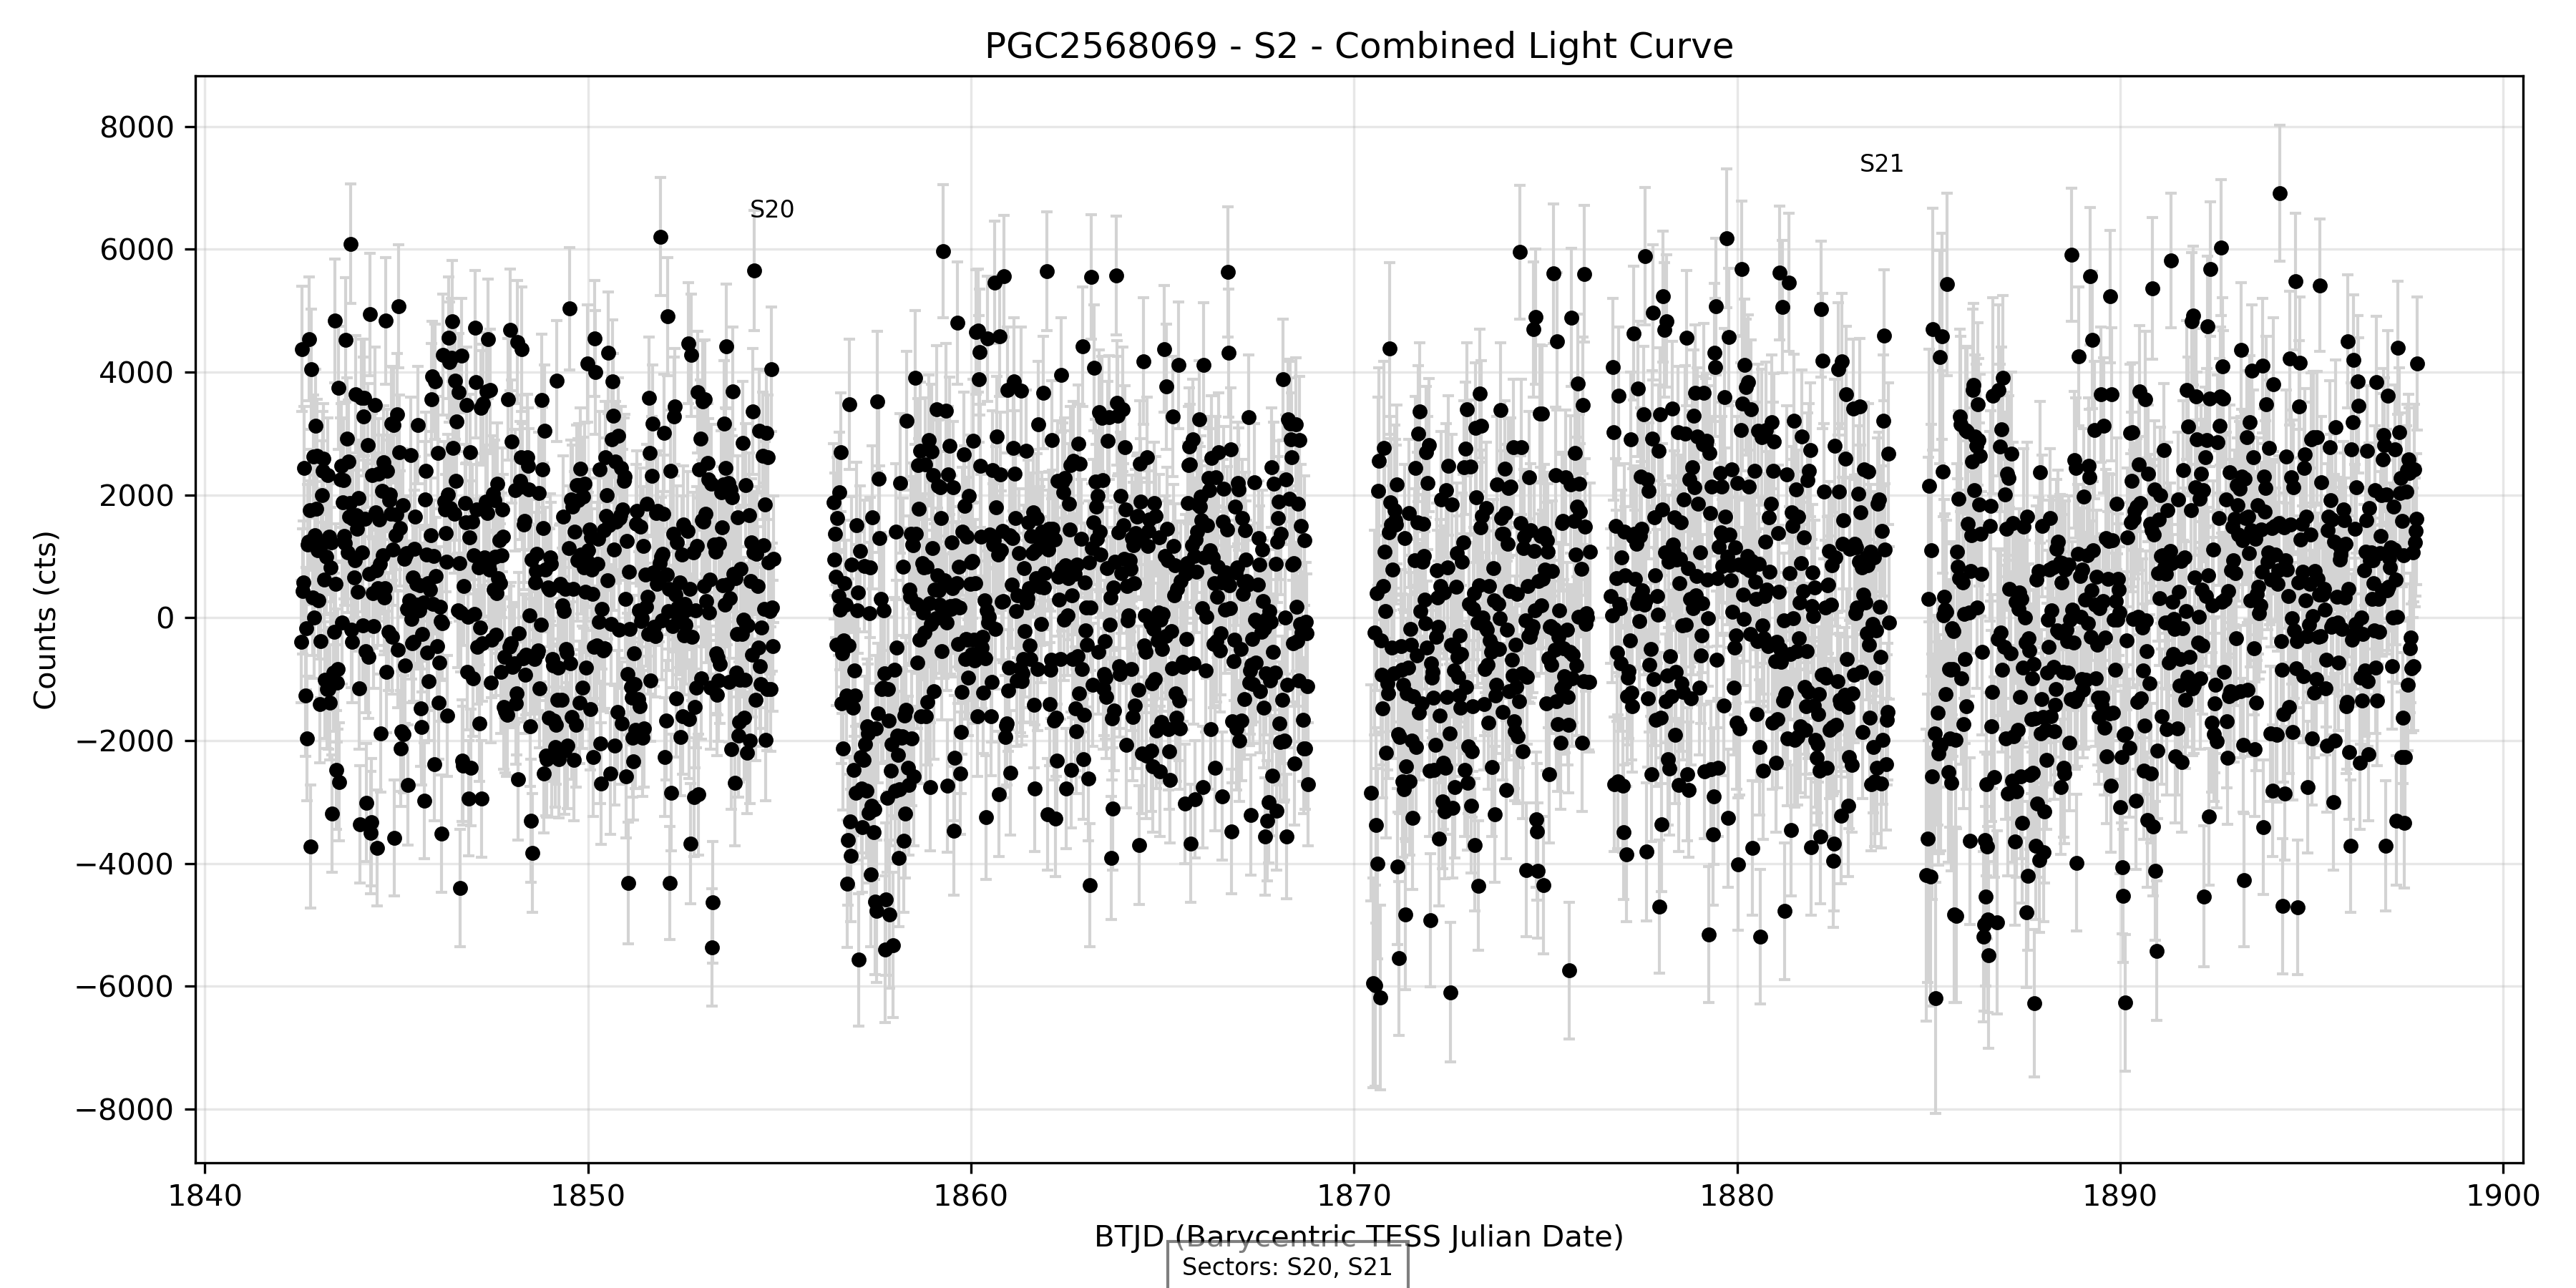 PGC2568069 - S2 - Combined Light Curve
S21
S20
8000
6000
4000
2000
0
−2000
−4000
−6000
−8000
Counts (cts)
1840 1850 1860 1870 1880 1890 1900
BTJD (Barycentric TESS Julian Date)
Sectors: S20, S21